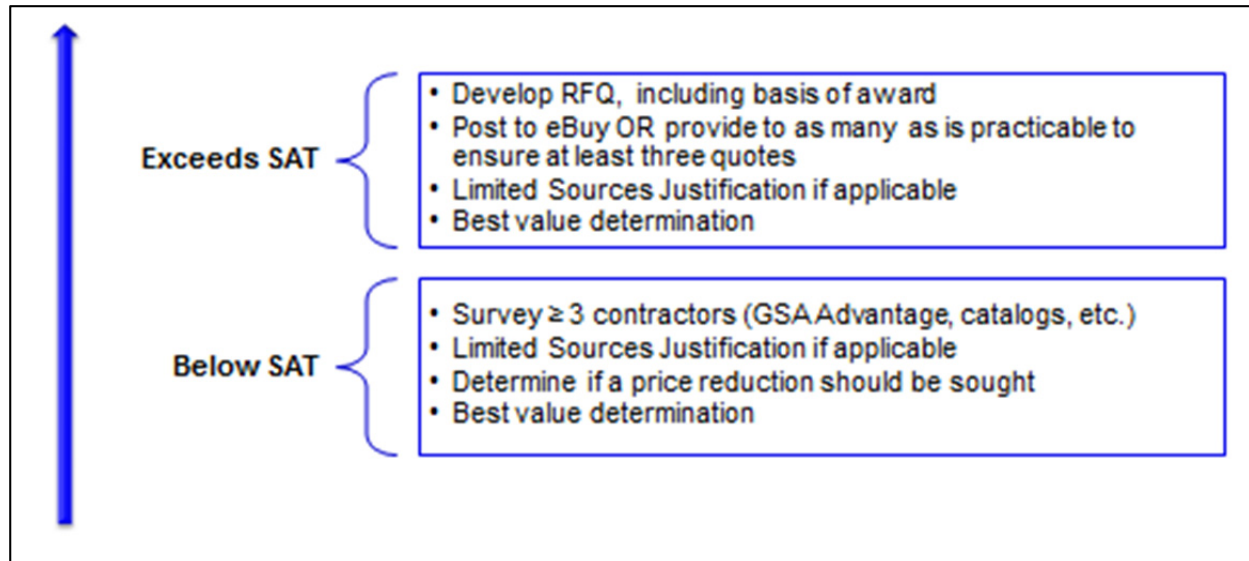 Exceeds SAT
• Develop RFQ, including basis of award
• Post to eBuy OR provide to as many as is practicable to
ensure at least three quotes
• Limited Sources Justification if applicable
• Best value determination
Below SAT
• Survey ≥ 3 contractors (GSA Advantage, catalogs, etc.)
• Limited Sources Justification if applicable
• Determine if a price reduction should be sought
• Best value determination